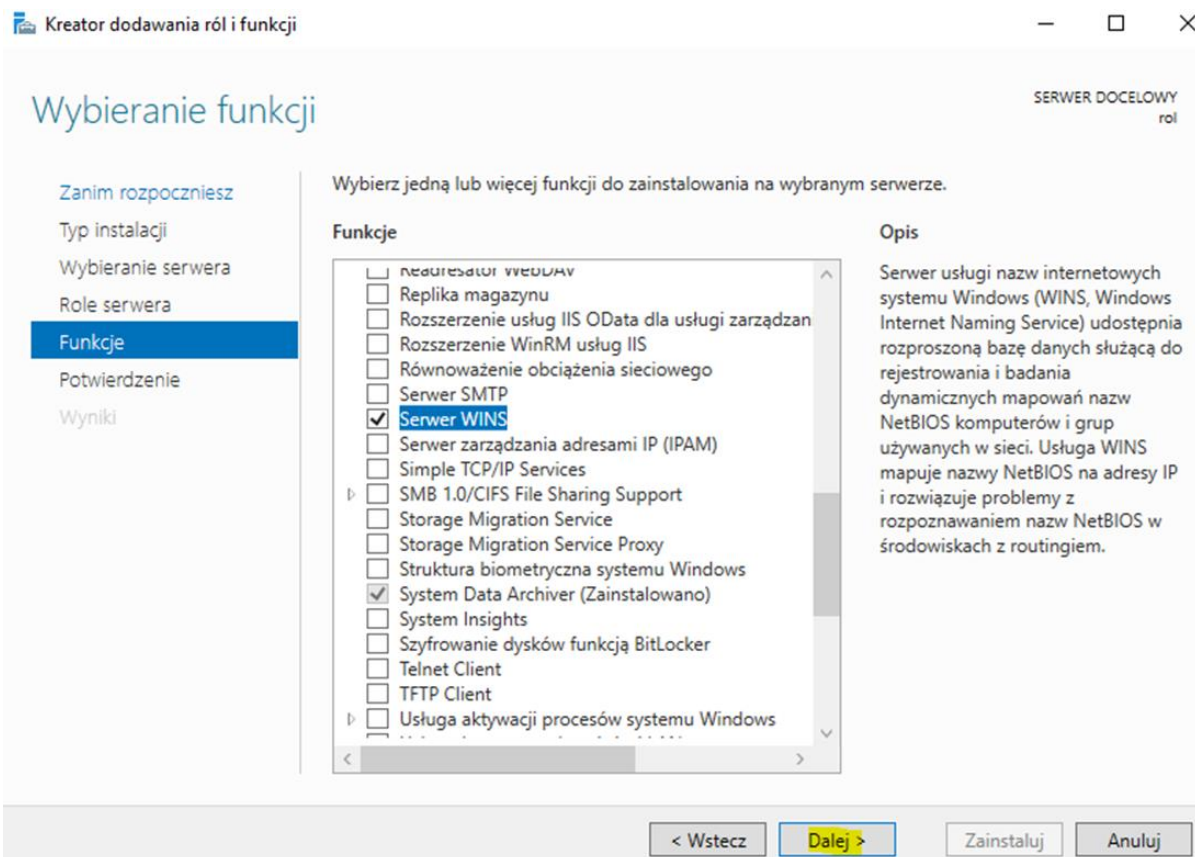 Kreator dodawania ról i funkcji
Wybieranie funkcji
SERWER DOCELOWY
rol
Zanim rozpoczniesz
Typ instalacji
Wybieranie serwera
Role serwera
Funkcje
Potwierdzenie
Wyniki
Wybierz jedną lub więcej funkcji do zainstalowania na wybranym serwerze.
Funkcje
Readresator WebDAV
Replika magazynu
Rozszerzenie usług IIS OData dla usługi zarządzan
Rozszerzenie WinRM usług IIS
Równoważenie obciążenia sieciowego
Serwer SMTP
Serwer WINS
Serwer zarządzania adresami IP (IPAM)
Simple TCP/IP Services
SMB 1.0/CIFS File Sharing Support
Storage Migration Service
Storage Migration Service Proxy
Struktura biometryczna systemu Windows
System Data Archiver (Zainstalowano)
System Insights
Szyfrowanie dysków funkcją BitLocker
Telnet Client
TFTP Client
Usługa aktywacji procesów systemu Windows
Opis
Serwer usługi nazw internetowych
systemu Windows (WINS, Windows
Internet Naming Service) udostępnia
rozproszoną bazę danych służącą do
rejestrowania i badania
dynamicznych mapowań nazw
NetBIOS komputerów i grup
używanych w sieci. Usługa WINS
mapuje nazwy NetBIOS na adresy IP
i rozwiązuje problemy z
rozpoznawaniem nazw NetBIOS w
środowiskach z routingiem.
< Wstecz
Dalej >
Zainstaluj
Anuluj